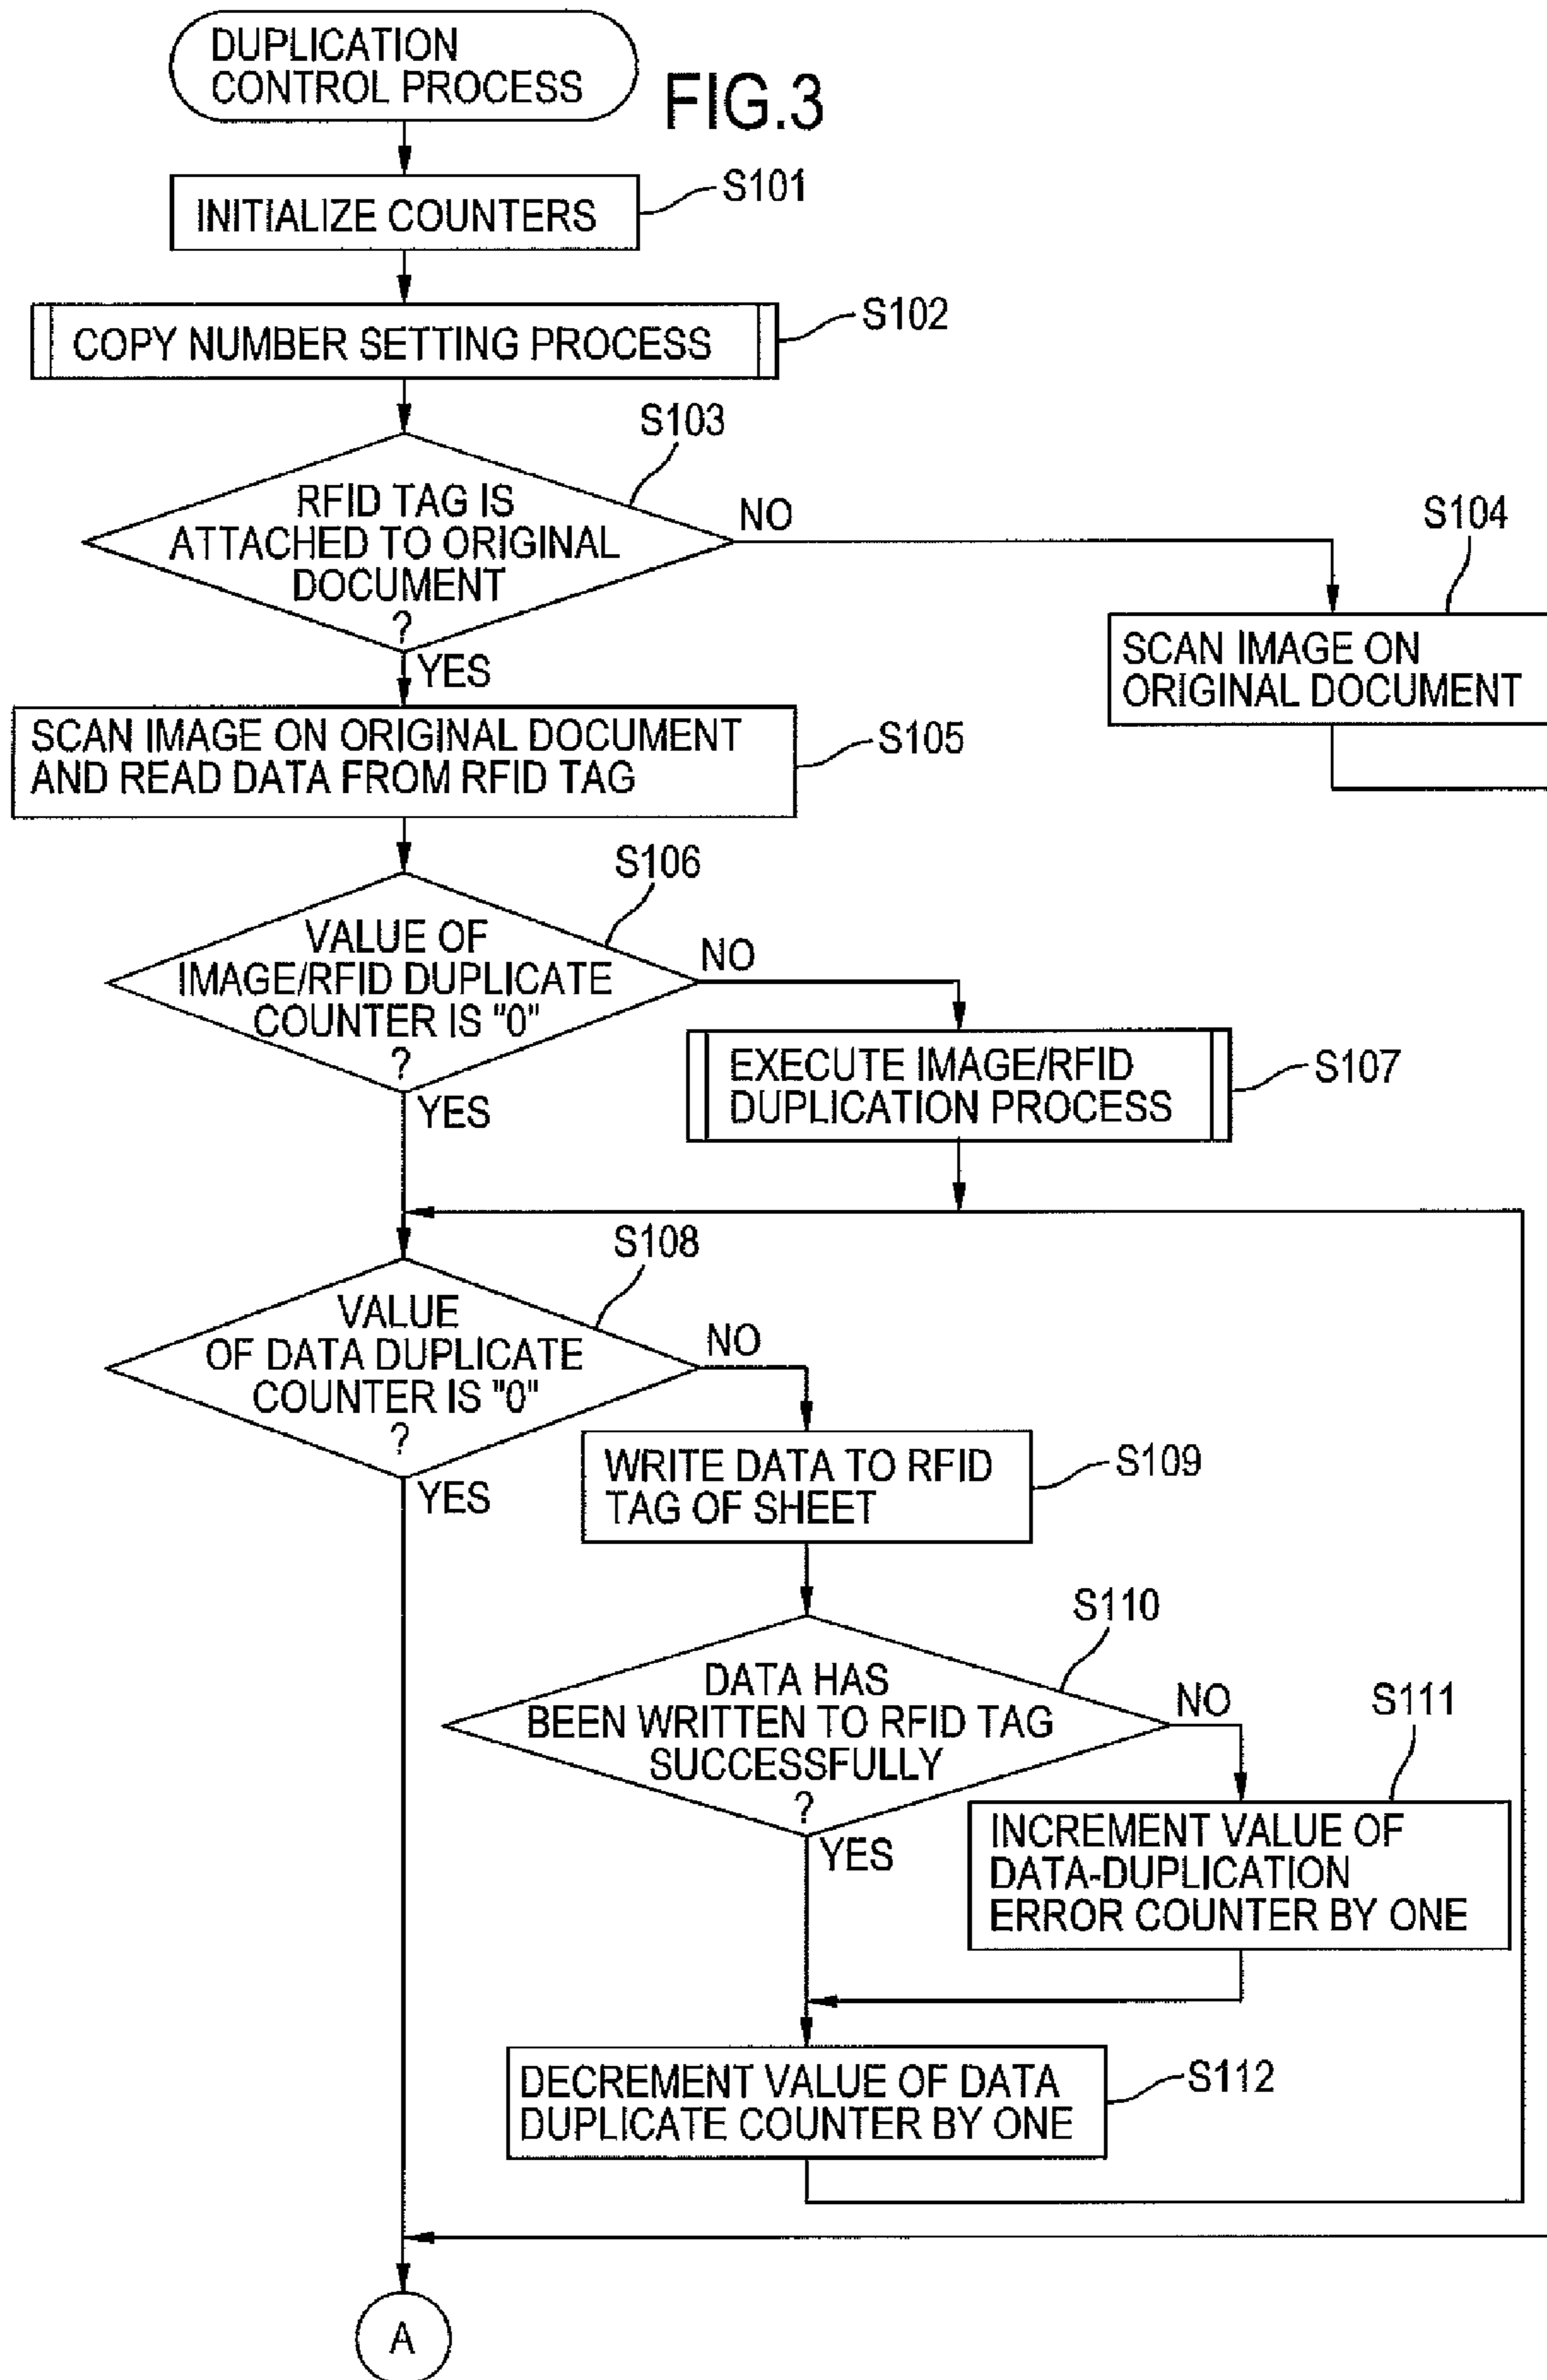 DUPLICATION
CONTROL PROCESS
FIG.3
INITIALIZE COUNTERS
S101
COPY NUMBER SETTING PROCESS
S102
S103
RFID TAG IS
ATTACHED TO ORIGINAL
DOCUMENT
?
NO
YES
S104
SCAN IMAGE ON
ORIGINAL DOCUMENT
SCAN IMAGE ON ORIGINAL DOCUMENT
AND READ DATA FROM RFID TAG
S105
S106
VALUE OF
IMAGE/RFID DUPLICATE
COUNTER IS "0"
?
NO
YES
EXECUTE IMAGE/RFID
DUPLICATION PROCESS
S107
S108
VALUE
OF DATA DUPLICATE
COUNTER IS "0"
?
NO
YES
WRITE DATA TO RFID
TAG OF SHEET
S109
S110
DATA HAS
BEEN WRITTEN TO RFID TAG
SUCCESSFULLY
?
NO
YES
S111
INCREMENT VALUE OF
DATA-DUPLICATION
ERROR COUNTER BY ONE
DECREMENT VALUE OF DATA
DUPLICATE COUNTER BY ONE
S112
A